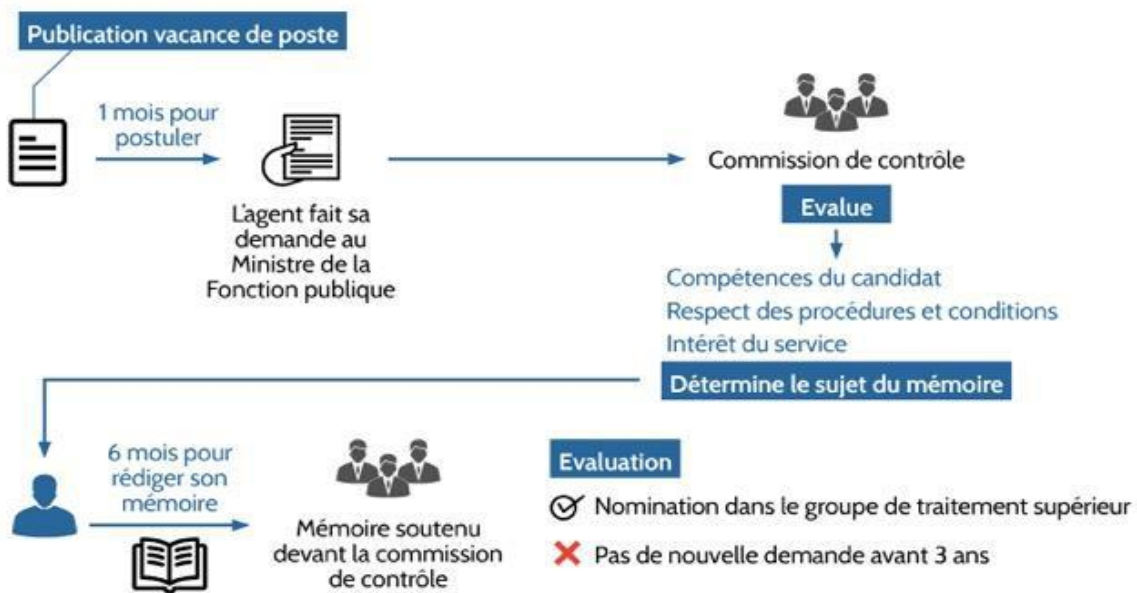 Publication vacance de poste
1 mois pour
postuler
L'agent fait sa
demande au
Ministre de la
Fonction publique
Commission de contrôle
Evalue
Compétences du candidat
Respect des procédures et conditions
Intérêt du service
Détermine le sujet du mémoire
6 mois pour
rédiger son
mémoire
Mémoire soutenu
devant la commission
de contrôle
Evaluation
Nomination dans le groupe de traitement supérieur
Pas de nouvelle demande avant 3 ans